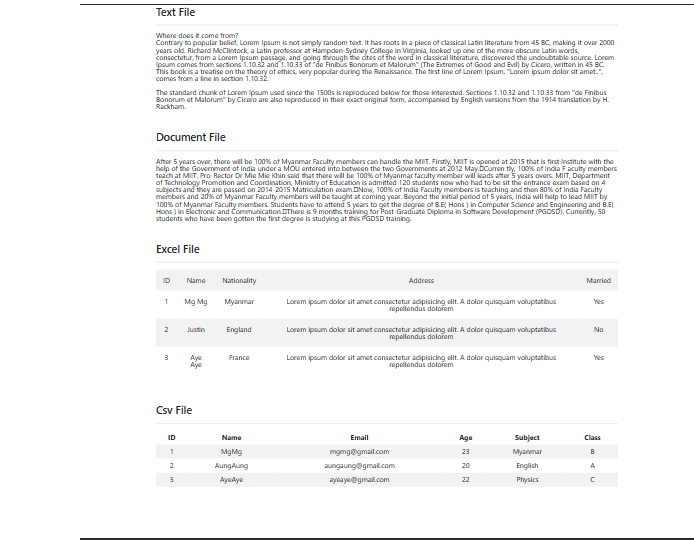 Text File
Where does it come from?
Contrary to popular belief, Lorem Ipsum is not simply random text. It has roots in a piece of classical Latin literature from 45 BC, making it over 2000
years old. Richard McClintock, a Latin professor at Hampden-Sydney College in Virginia, looked up one of the more obscure Latin words,
consectetur, from a Lorem Ipsum passage, and going through the cites of the word in classical literature, discovered the undoubtable source. Lorem
Ipsum comes from sections 1.10.32 and 1.10.33 of "de Finibus Bonorum et Malorum" (The Extremes of Good and Evil) by Cicero, written in 45 BC.
This book is a treatise on the theory of ethics, very popular during the Renaissance. The first line of Lorem Ipsum, "Lorem ipsum dolor sit amet..",
comes from a line in section 1.10.32.
The standard chunk of Lorem Ipsum used since the 1500s is reproduced below for those interested. Sections 1.10.32 and 1.10.33 from "de Finibus
Bonorum et Malorum" by Cicero are also reproduced in their exact original form, accompanied by English versions from the 1914 translation by H.
Rackham.
Document File
After 5 years over, there will be 100% of Myanmar Faculty members can handle the MIIT. Firstly, MIIT is opened at 2015 that is first Institute with the
help of the Government of India under a MOU entered into between the two Governments at 2012 May.□Curren tly, 100% of India F aculty members
teach at MIIT. Pro-Rector Dr Mie Mie Khin said that there will be 100% of Myanmar faculty member will leads after 5 years overs. MIIT, Department
of Technology Promotion and Coordination, Ministry of Education is admitted 120 students now who had to be sit the entrance exam based on 4
subjects and they are passed on 2014-2015 Matriculation exam.□Now, 100% of India Faculty members is teaching and then 80% of India Faculty
members and 20% of Myanmar Faculty members will be taught at coming year. Beyond the initial period of 5 years, India will help to lead MIIT by
100% of Myanmar Faculty members. Students have to attend 5 years to get the degree of B.E( Hons ) in Computer Science and Engineering and B.E(
Hons ) in Electronic and Communication.□There is 9 months training for Post-Graduate Diploma in Software Development (PGDSD). Currently, 50
students who have been gotten the first degree is studying at this PGDSD training.
Excel File
ID Name Nationality Address Married
1 Mg Mg Myanmar Lorem ipsum dolor sit amet consectetur adipisicing elit. A dolor quisquam voluptatibus Yes
repellendus dolorem
2 Justin England Lorem ipsum dolor sit amet consectetur adipisicing elit. A dolor quisquam voluptatibus No
repellendus dolorem
3 Aye France Lorem ipsum dolor sit amet consectetur adipisicing elit. A dolor quisquam voluptatibus Yes
Aye repellendus dolorem
Csv File
ID Name Email Age Subject Class
1 MgMg mgmg@gmail.com 23 Myanmar B
2 AungAung aungaung@gmail.com 20 English A
3 AyeAye ayeaye@gmail.com 22 Physics C